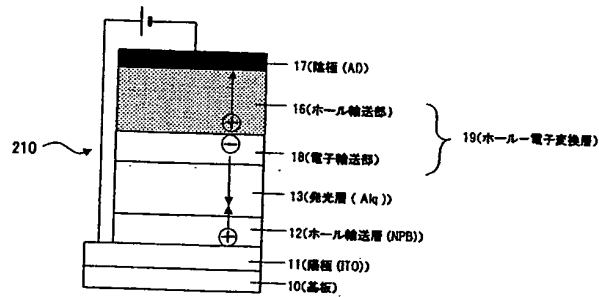 17(陰極(Al))
16(ホール輸送部)
19(ホール－電子変換層)
210
18(電子輸送部)
13(発光層(Alq))
12(ホール輸送層(NPB))
11(陽極(ITO))
10(基板)